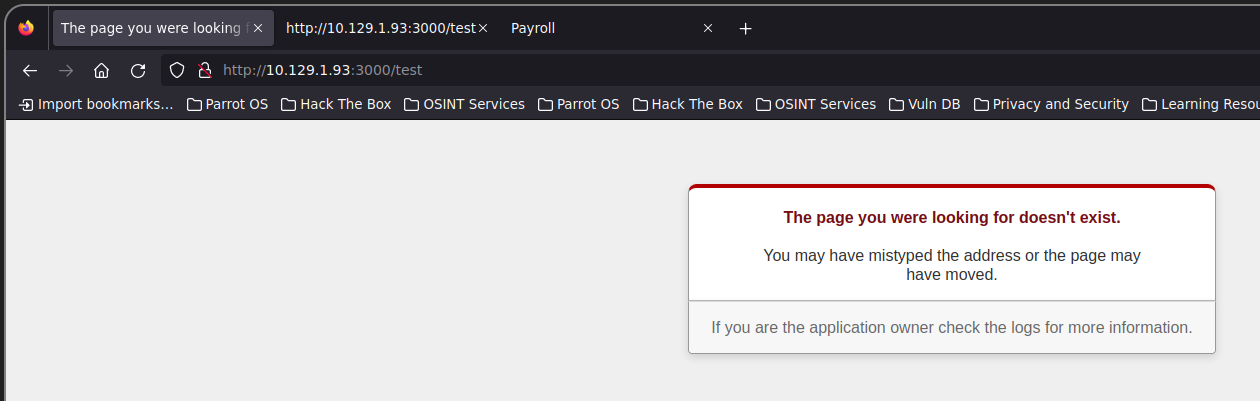 The page you were looking f
http://10.129.1.93:3000/test
Payroll
http://10.129.1.93:3000/test
Import bookmarks... Parrot OS Hack The Box OSINT Services Parrot OS Hack The Box OSINT Services Vuln DB Privacy and Security Learning Resou
The page you were looking for doesn't exist.
You may have mistyped the address or the page may
have moved.
If you are the application owner check the logs for more information.